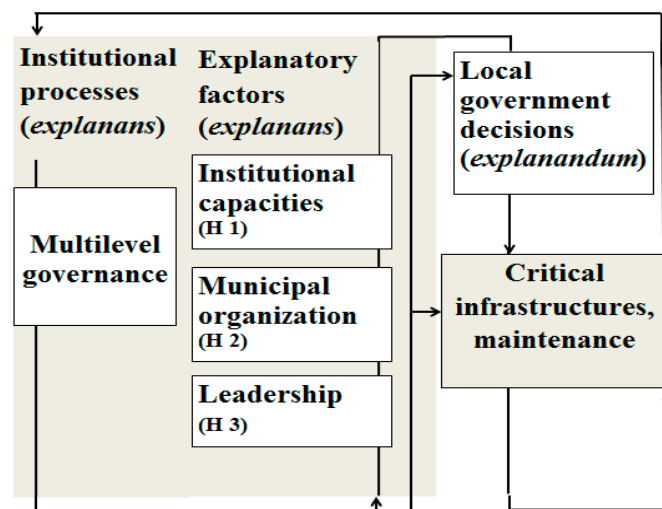 Institutional
processes
(explanans)
Multilevel
governance
Explanatory
factors
(explanans)
Institutional
capacities
(H 1)
Municipal
organization
(H 2)
Leadership
(H 3)
Local
government
decisions
(explanandum)
Critical
infrastructures,
maintenance